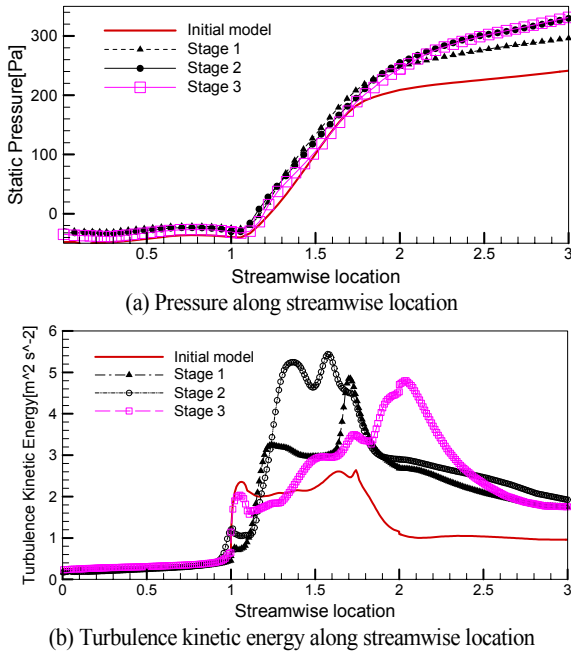 300
200
100
0
Static Pressure[Pa]
Initial model
Stage 1
Stage 2
Stage 3
0.5
1
1.5
2
2.5
3
Streamwise location
(a) Pressure along streamwise location
6
5
4
3
2
1
0
Turbulence Kinetic Energy[m^2 s^-2]
Initial model
Stage 1
Stage 2
Stage 3
0
0.5
1
1.5
2
2.5
3
Streamwise location
(b) Turbulence kinetic energy along streamwise location